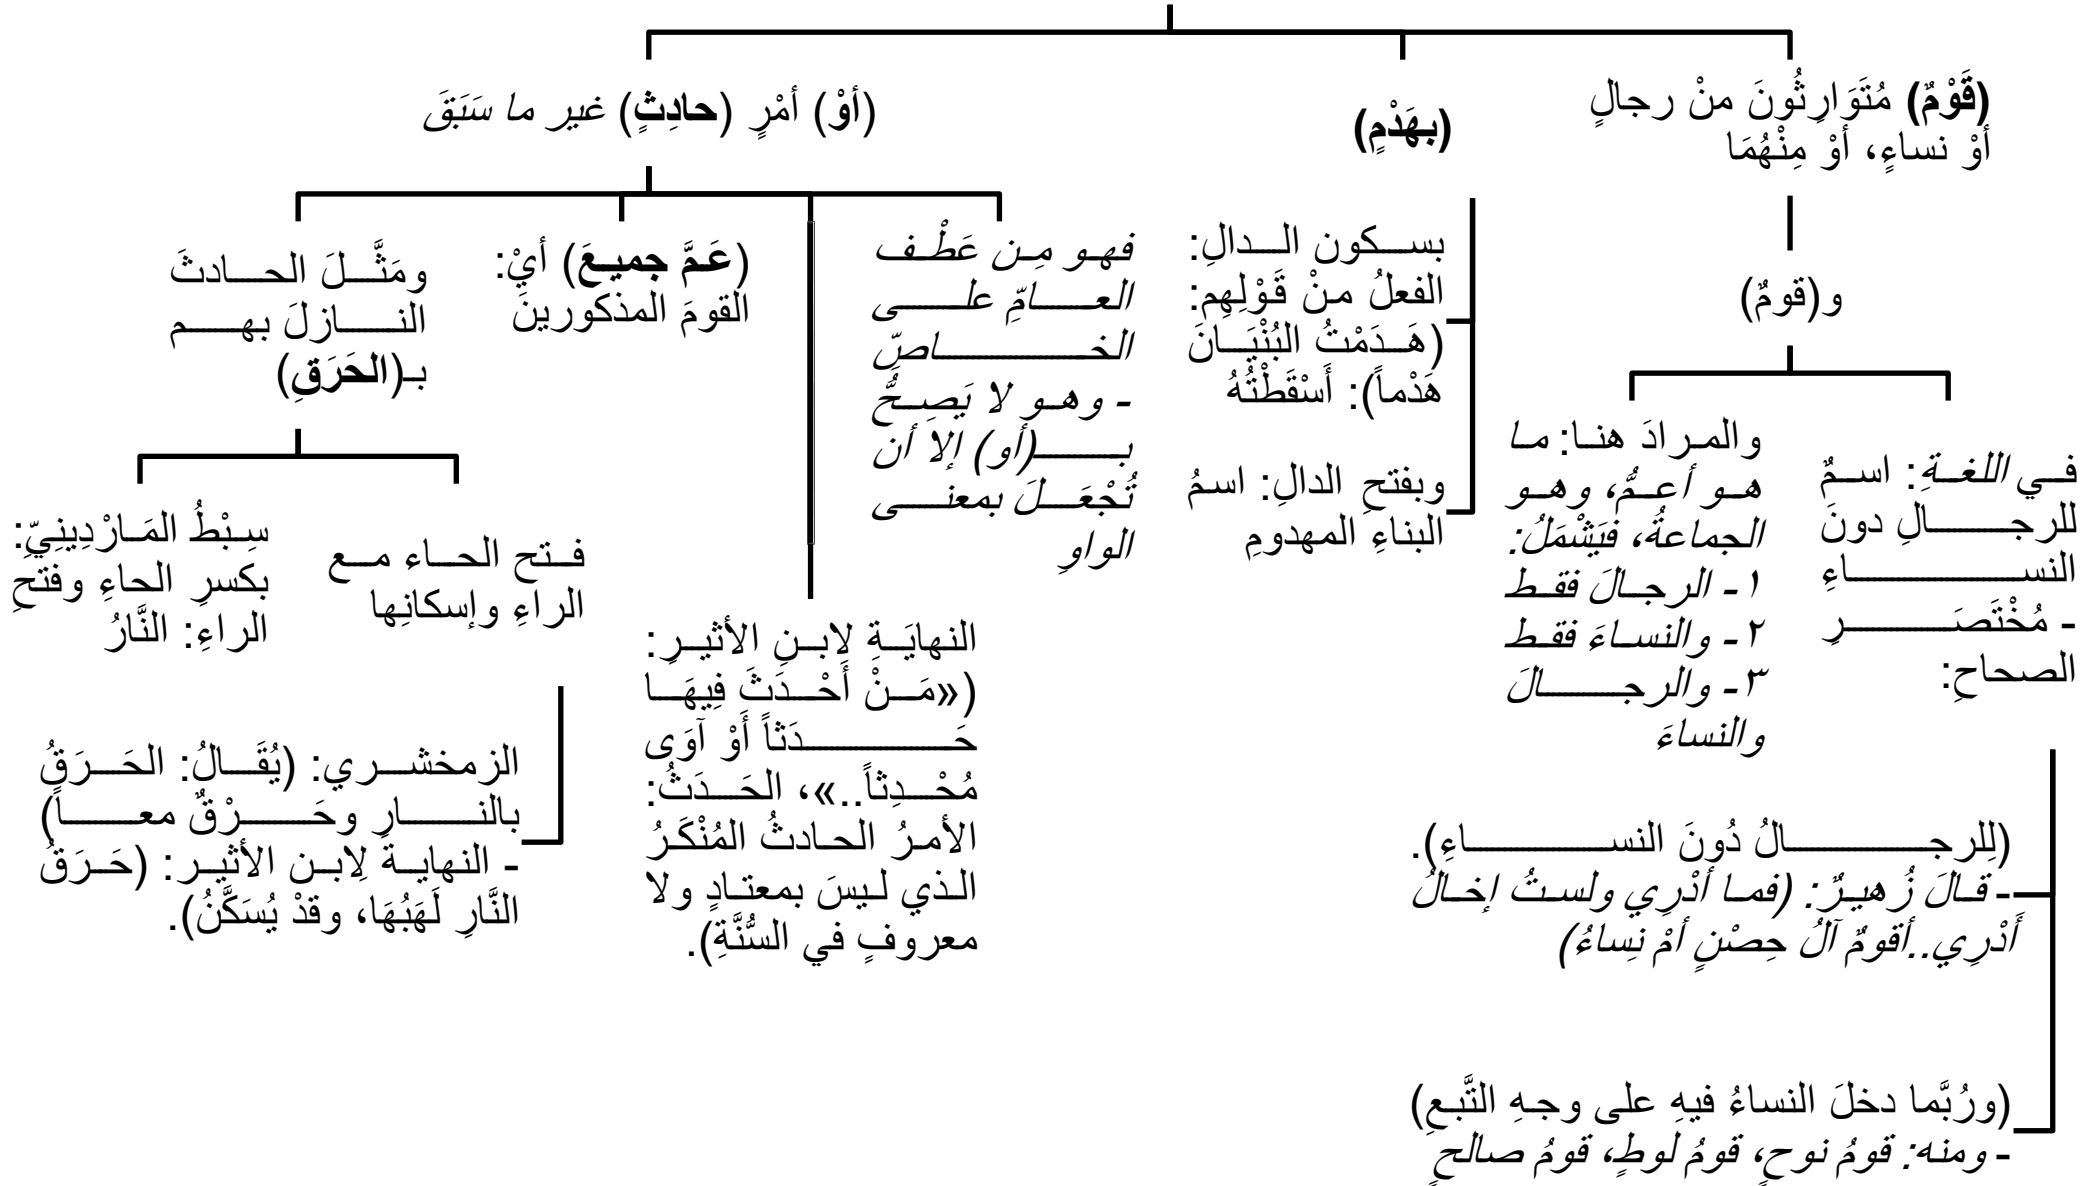 (قَوْمٌ) مُتَوَارِثُونَ منْ رجالٍ
أوْ نساءٍ، أوْ مِنْهُمَا
و(قومٌ)
في اللغةِ: اسمٌ
للرجالِ دونَ
النساءِ
- مُخْتَصَرِ
الصحاحِ:
(لِلرجالُ دُونَ النساءِ).
- قالَ زُهيرٌ: (فما أدْرِي ولستُ إخالُ
أَدْرِي..أقومٌ آلُ حِصْنٍ أمْ نِساءُ)
(ورُبَّما دخلَ النساءُ فيهِ على وجهِ التَّبعِ)
- ومنه: قومُ نوحٍ، قومُ لوطٍ، قومُ صالحٍ
والمرادَ هنا: ما
هو أعمُّ، وهو
الجماعةُ، فيَشْمَلُ:
١- الرجالَ فقط
٢- والنساءَ فقط
٣- والرجالَ
والنساءَ
(بهَدْمٍ)
بسكون الدالِ:
الفعلُ منْ قَوْلِهِم:
(هَدَمْتُ البُنْيَانَ
هَدْماً): أَسْقَطْتُهُ
وبفتحِ الدالِ: اسمُ
البناءِ المهدومِ
(أوْ) أمْرٍ (حادِثٍ) غير ما سَبَقَ
فهو مِن عَطْف
العامِّ على
الخاصِّ
- وهو لا يَصِحُّ
بـ(أو) إلا أن
تُجْعَلَ بمعنى
الواوِ
النهايَةِ لِابنِ الأثيرِ:
(«مَنْ أَحْدَثَ فِيهَا
حَدَثاً أَوْ آوَى
مُحْدِثاً..»، الحَدَثُ:
الأمرُ الحادثُ المُنْكَرُ
الذي ليسَ بمعتادٍ ولا
معروفٍ في السُّنَّةِ).
(عَمَّ جميعَ) أيْ:
القومَ المذكورينَ
ومَثَّلَ الحادثَ
النازلَ بهم
بـ(الحَرَقِ)
فتح الحاء مع
الراءِ وإسكانِها
الزمخشري: (يُقَالُ: الحَرَقُ
بالنارِ وحَرْقٌ معاً)
- النهايةُ لِابن الأثير: (حَرَقُ
النَّارِ لَهَبُهَا، وقدْ يُسَكَّنُ).
سِبْطُ المَارْدِينِيِّ:
بكسرِ الحاءِ وفتحِ
الراءِ: النَّارُ